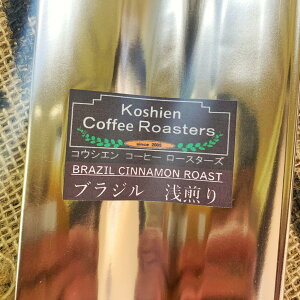 Koshien
Coffee Roasters
since 2005
コウシエン コーヒー ロースターズ
BRAZIL CINNAMON ROAST
ブラジル 浅煎り